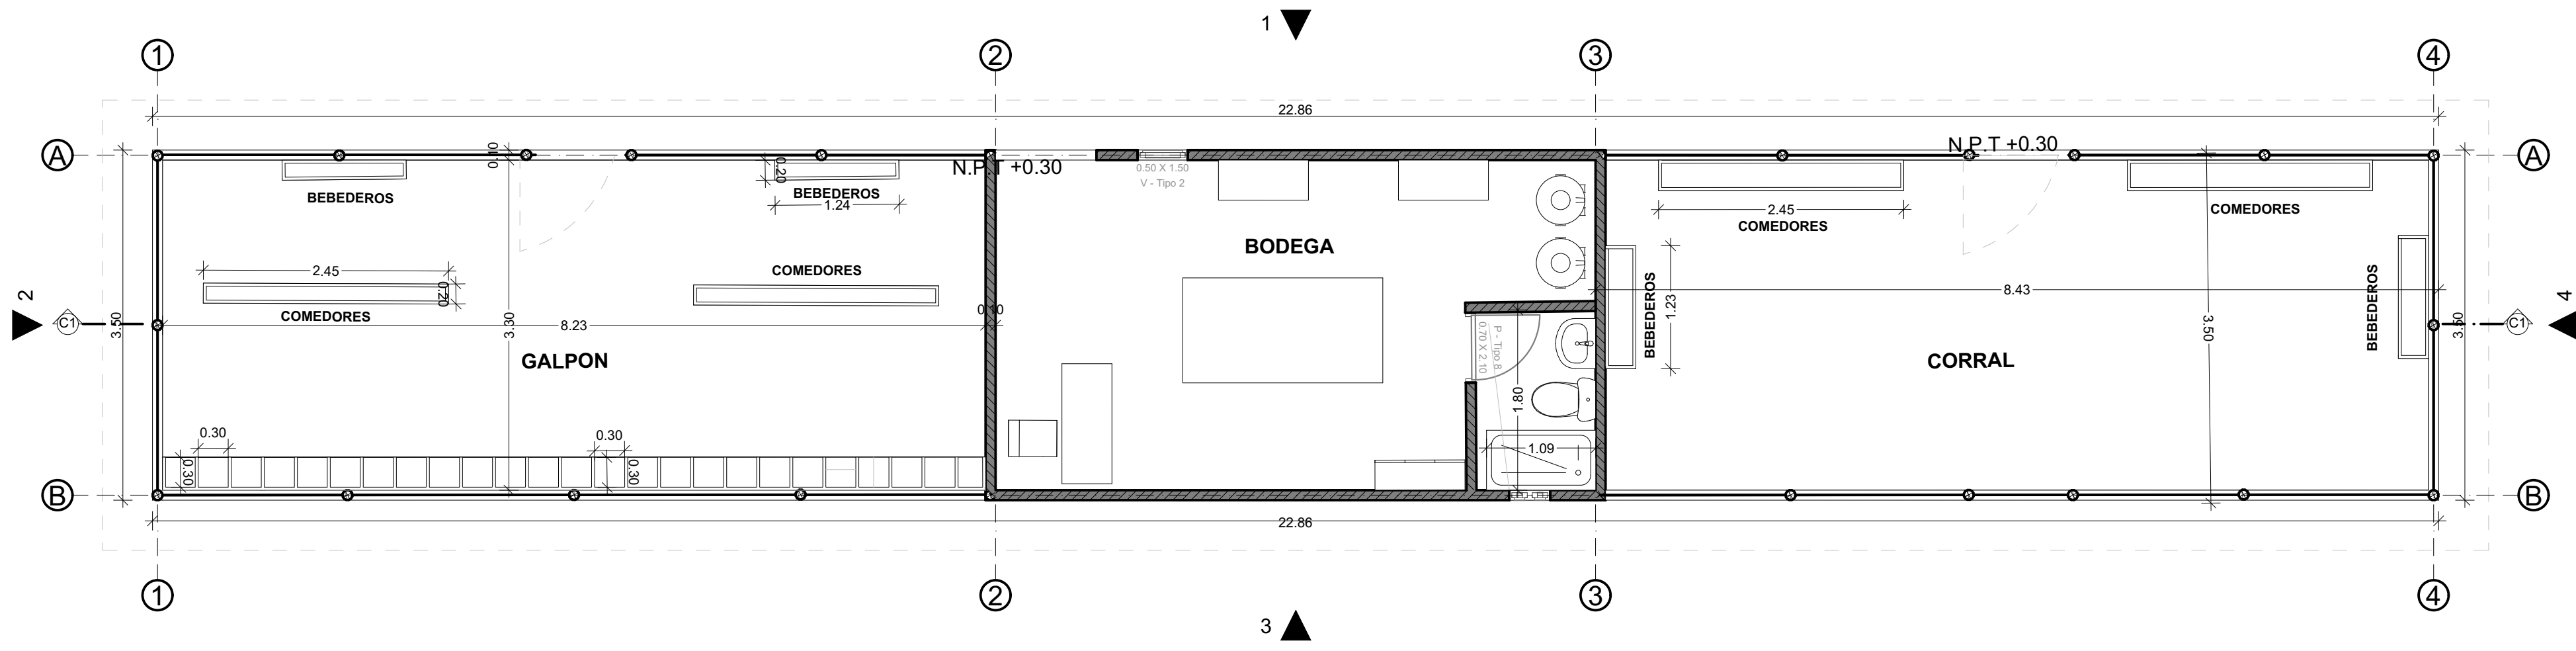 1
1
2
3
4
22.86
A
A
0.10
N.P.T +0.30
N.P.T +0.30
0.20
0.50 X 1.50
V - Tipo 2
BEBEDEROS
BEBEDEROS
1.24
2.45
COMEDORES
COMEDORES
BODEGA
2.45
COMEDORES
0.20
COMEDORES
BEBEDEROS
1.23
8.43
BEBEDEROS
2
C1
3.50
8.23
3.30
0.10
P - Tipo 8
0.70 X 2.10
3.50
3.50
C1
4
GALPON
CORRAL
1.80
0.30
0.30
0.30
0.30
1.09
B
B
22.86
1
2
3
4
3